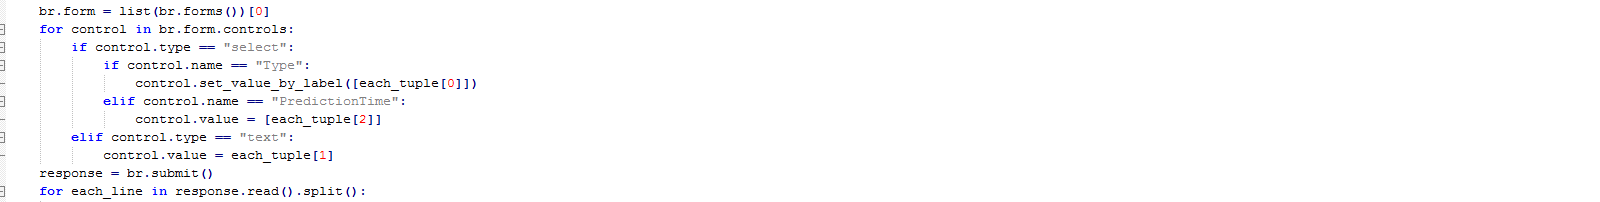 br.form = list(br.forms())[0]
for control in br.form.controls:
    if control.type == "select":
        if control.name == "Type":
            control.set_value_by_label([each_tuple[0]])
        elif control.name == "PredictionTime":
            control.value = [each_tuple[2]]
    elif control.type == "text":
        control.value = each_tuple[1]
response = br.submit()
for each_line in response.read().split():